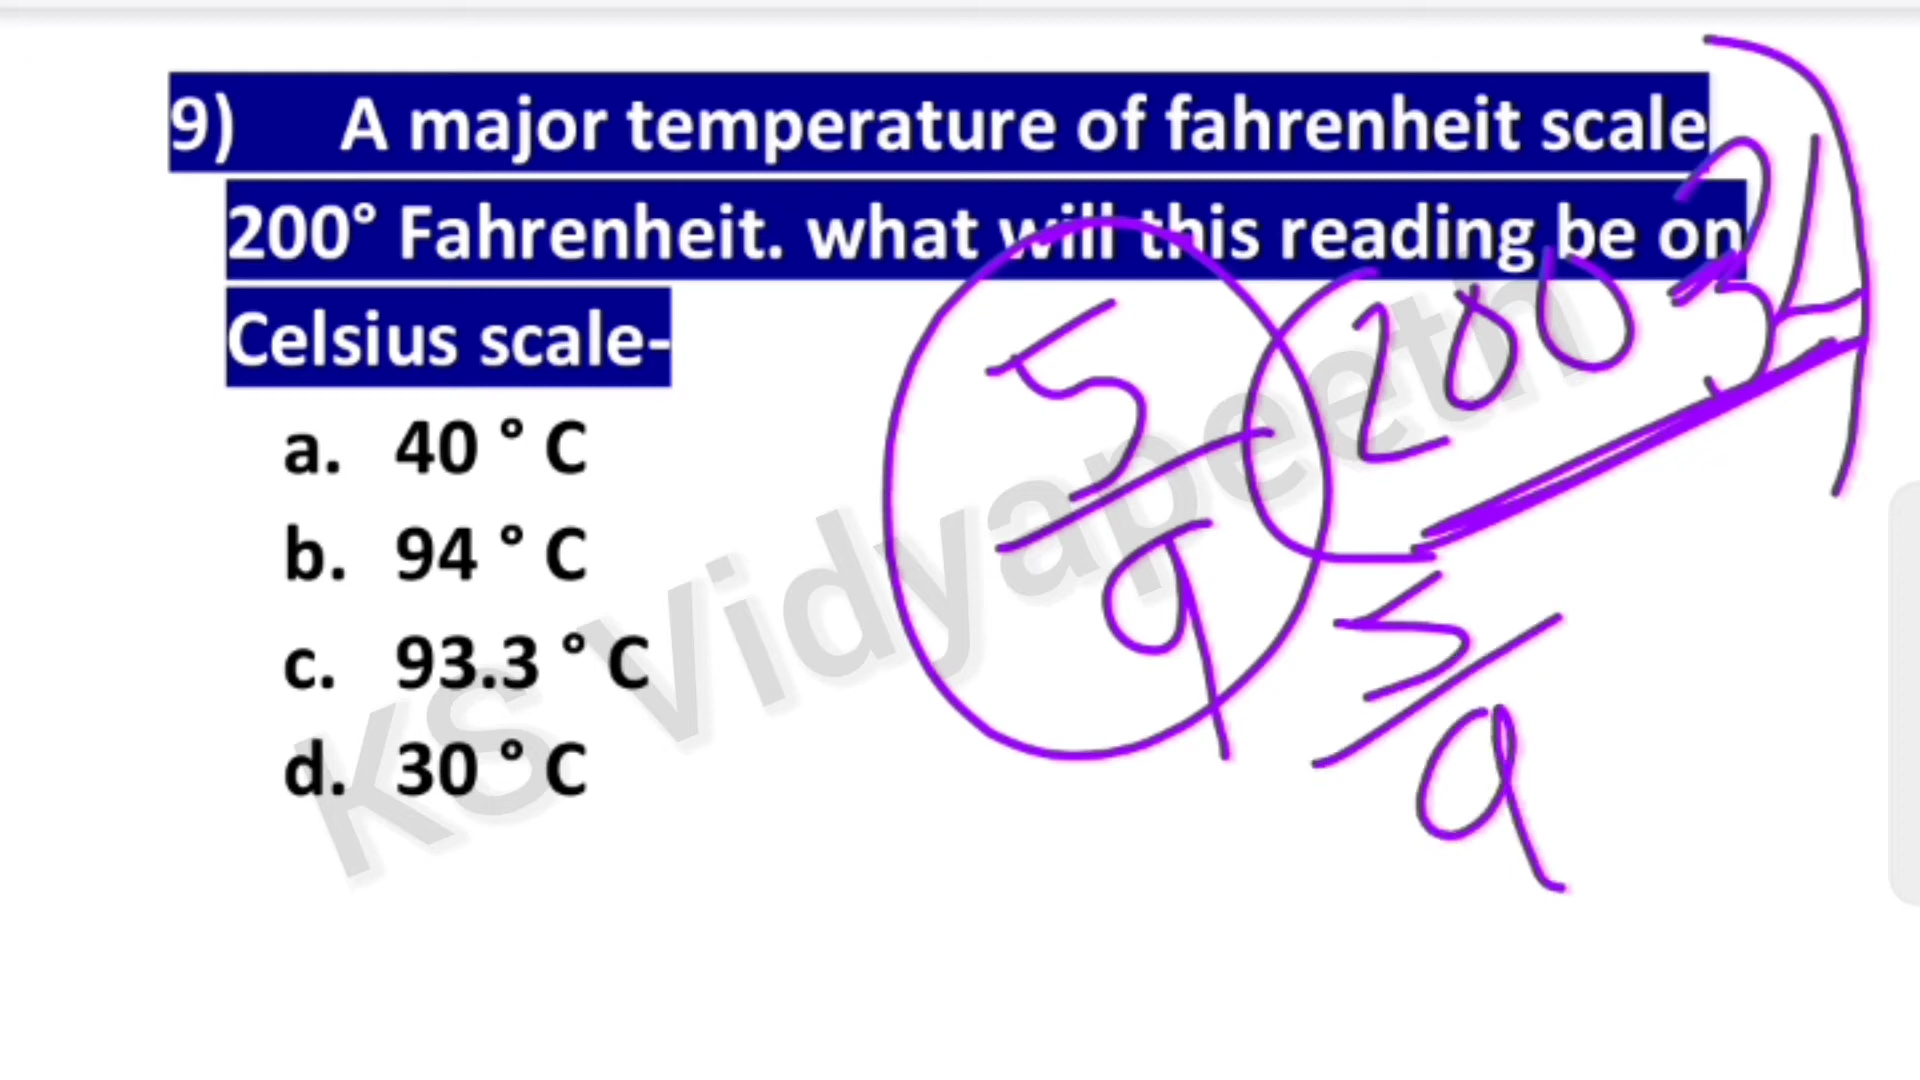 9) A major temperature of fahrenheit scale
200° Fahrenheit. what will this reading be on
Celsius scale-
a. 40 ° C
b. 94 ° C
c. 93.3 ° C
d. 30 ° C
KS Vidyapeeth
5
9
200
5
9